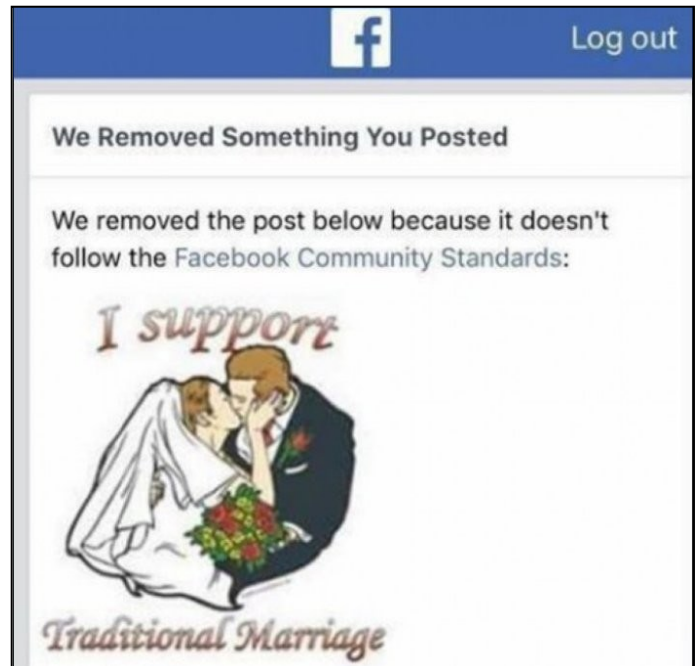 f Log out
We Removed Something You Posted
We removed the post below because it doesn't
follow the Facebook Community Standards:
I support
Traditional Marriage